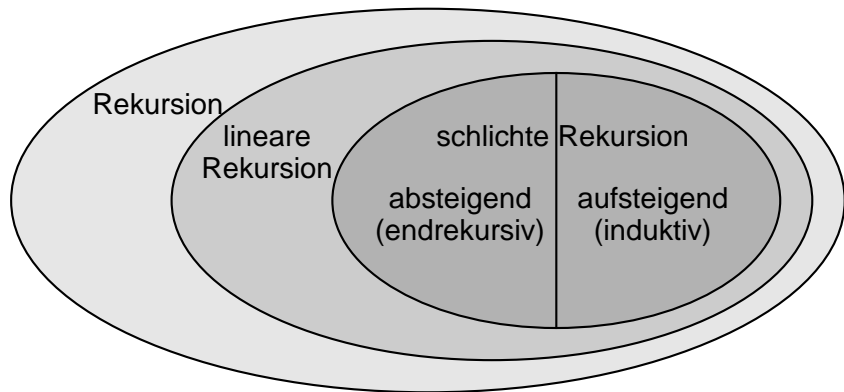 Rekursion
lineare
Rekursion
schlichte Rekursion
absteigend
(endrekursiv)
aufsteigend
(induktiv)